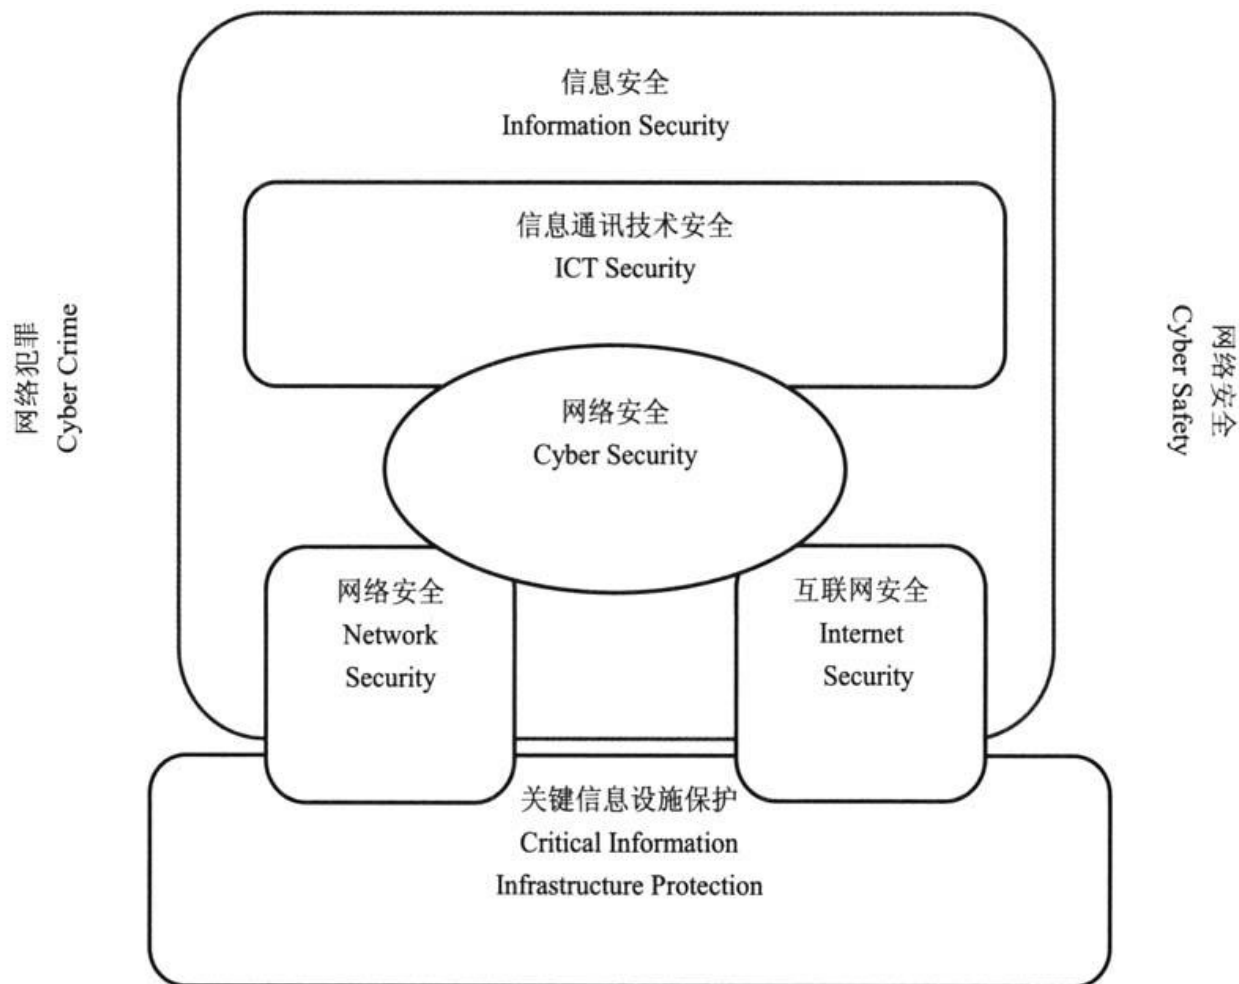 信息安全
Information Security
信息通讯技术安全
ICT Security
网络犯罪
Cyber Crime
网络安全
Cyber Safety
网络安全
Cyber Security
网络安全
Network
Security
互联网安全
Internet
Security
关键信息设施保护
Critical Information
Infrastructure Protection